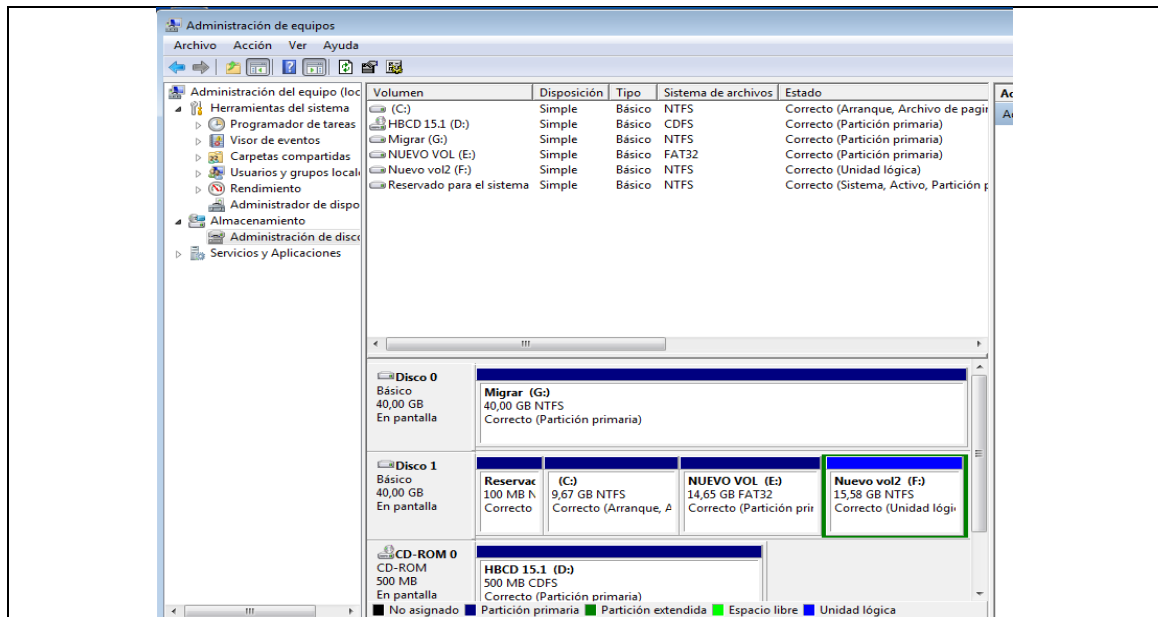 Administración de equipos
Archivo Acción Ver Ayuda
Administración del equipo (loc
Herramientas del sistema
Programador de tareas
Visor de eventos
Carpetas compartidas
Usuarios y grupos local
Rendimiento
Administrador de dispo
Almacenamiento
Administración de disco
Servicios y Aplicaciones
Volumen Disposición Tipo Sistema de archivos Estado
(C:) Simple Básico NTFS Correcto (Arranque, Archivo de pagin
HBCD 15.1 (D:) Simple Básico CDFS Correcto (Partición primaria)
Migrar (G:) Simple Básico NTFS Correcto (Partición primaria)
NUEVO VOL (E:) Simple Básico FAT32 Correcto (Partición primaria)
Nuevo vol2 (F:) Simple Básico NTFS Correcto (Unidad lógica)
Reservado para el sistema Simple Básico NTFS Correcto (Sistema, Activo, Partición p
Ac
A
Disco 0
Básico
40,00 GB
En pantalla
Migrar (G:)
40,00 GB NTFS
Correcto (Partición primaria)
Disco 1
Básico
40,00 GB
En pantalla
Reservac
100 MB N
Correcto
(C:)
9,67 GB NTFS
Correcto (Arranque, A
NUEVO VOL (E:)
14,65 GB FAT32
Correcto (Partición prir
Nuevo vol2 (F:)
15,58 GB NTFS
Correcto (Unidad lógi
CD-ROM 0
CD-ROM
500 MB
En pantalla
HBCD 15.1 (D:)
500 MB CDFS
Correcto (Partición primaria)
No asignado Partición primaria Partición extendida Espacio libre Unidad lógica